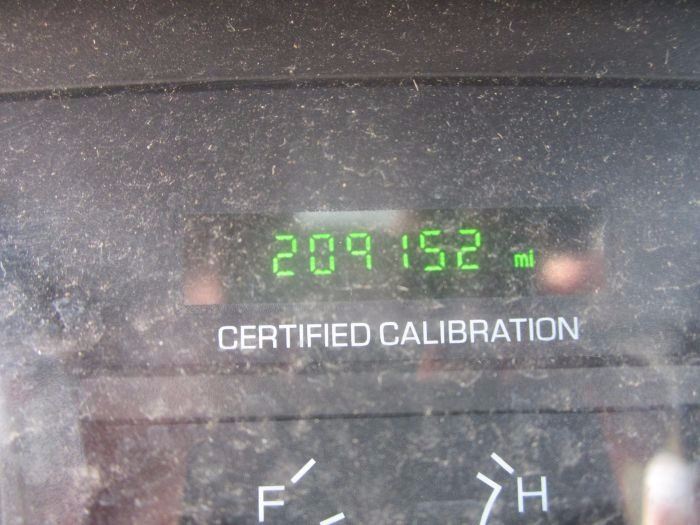 209152 mi
CERTIFIED CALIBRATION
F H